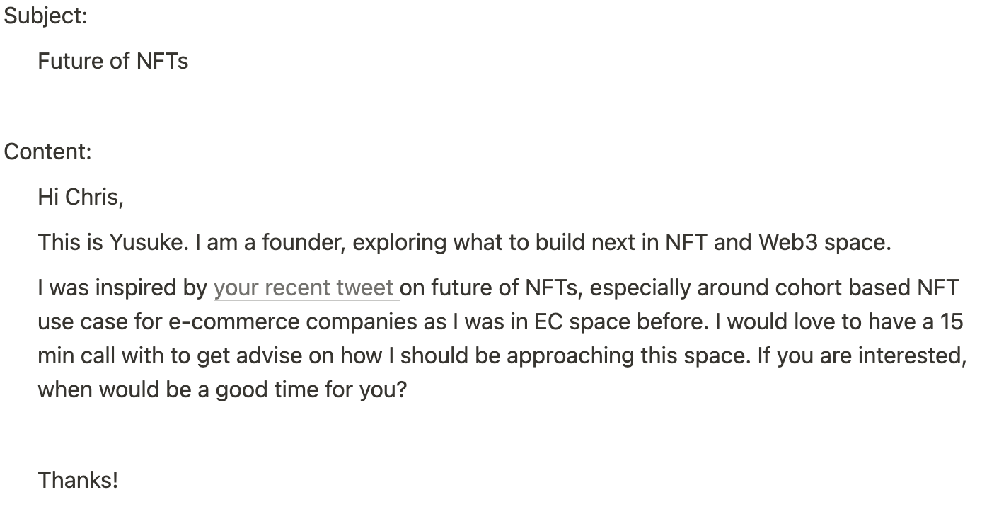 Subject:
Future of NFTs
Content:
Hi Chris,
This is Yusuke. I am a founder, exploring what to build next in NFT and Web3 space.
I was inspired by your recent tweet on future of NFTs, especially around cohort based NFT
use case for e-commerce companies as I was in EC space before. I would love to have a 15
min call with to get advise on how I should be approaching this space. If you are interested,
when would be a good time for you?
Thanks!